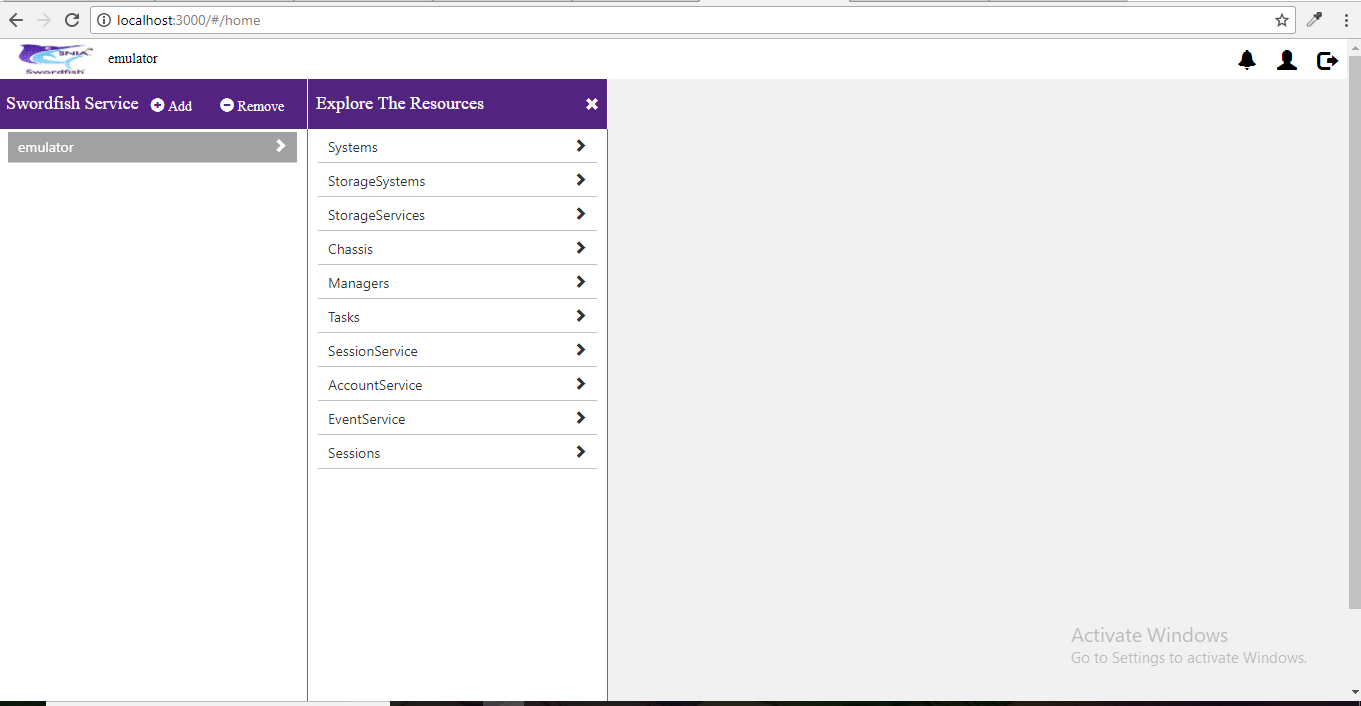 localhost:3000/#/home
SNIA
Swordfish
emulator
Swordfish Service Add Remove
Explore The Resources
emulator
Systems
StorageSystems
StorageServices
Chassis
Managers
Tasks
SessionService
AccountService
EventService
Sessions
Activate Windows
Go to Settings to activate Windows.